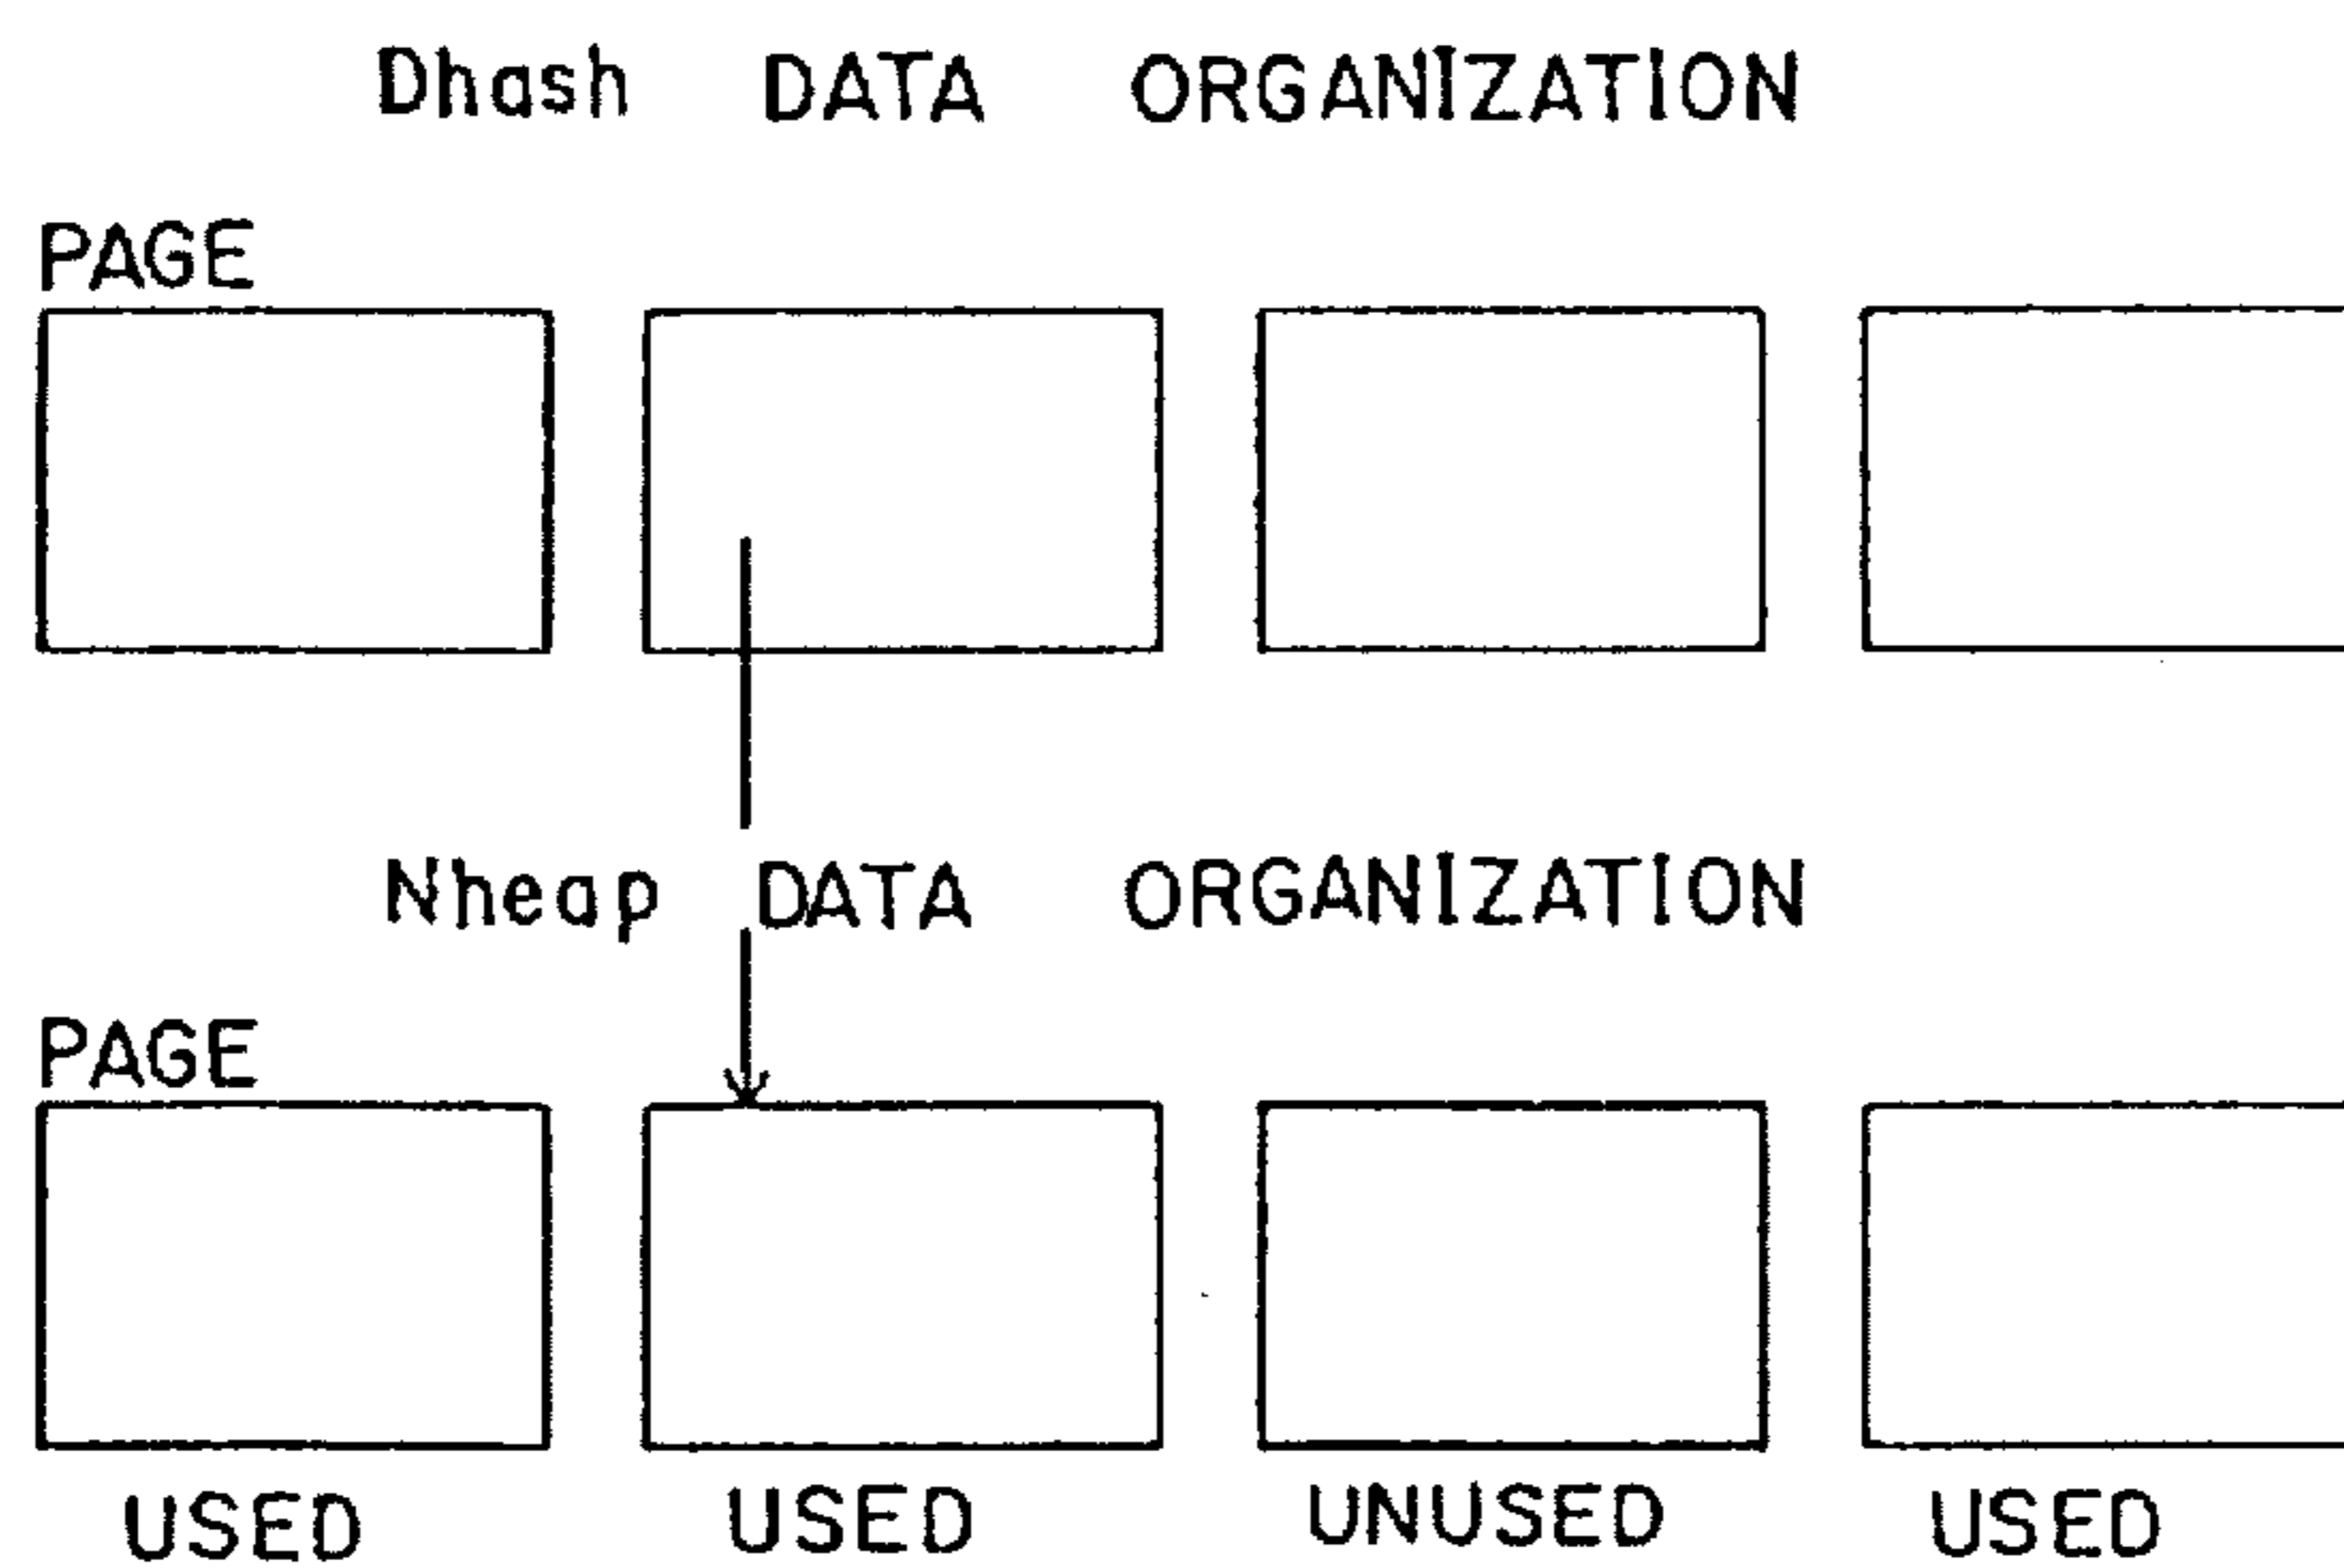 Dhash DATA ORGANIZATION
PAGE
Nheap DATA ORGANIZATION
PAGE
USED USED UNUSED USED